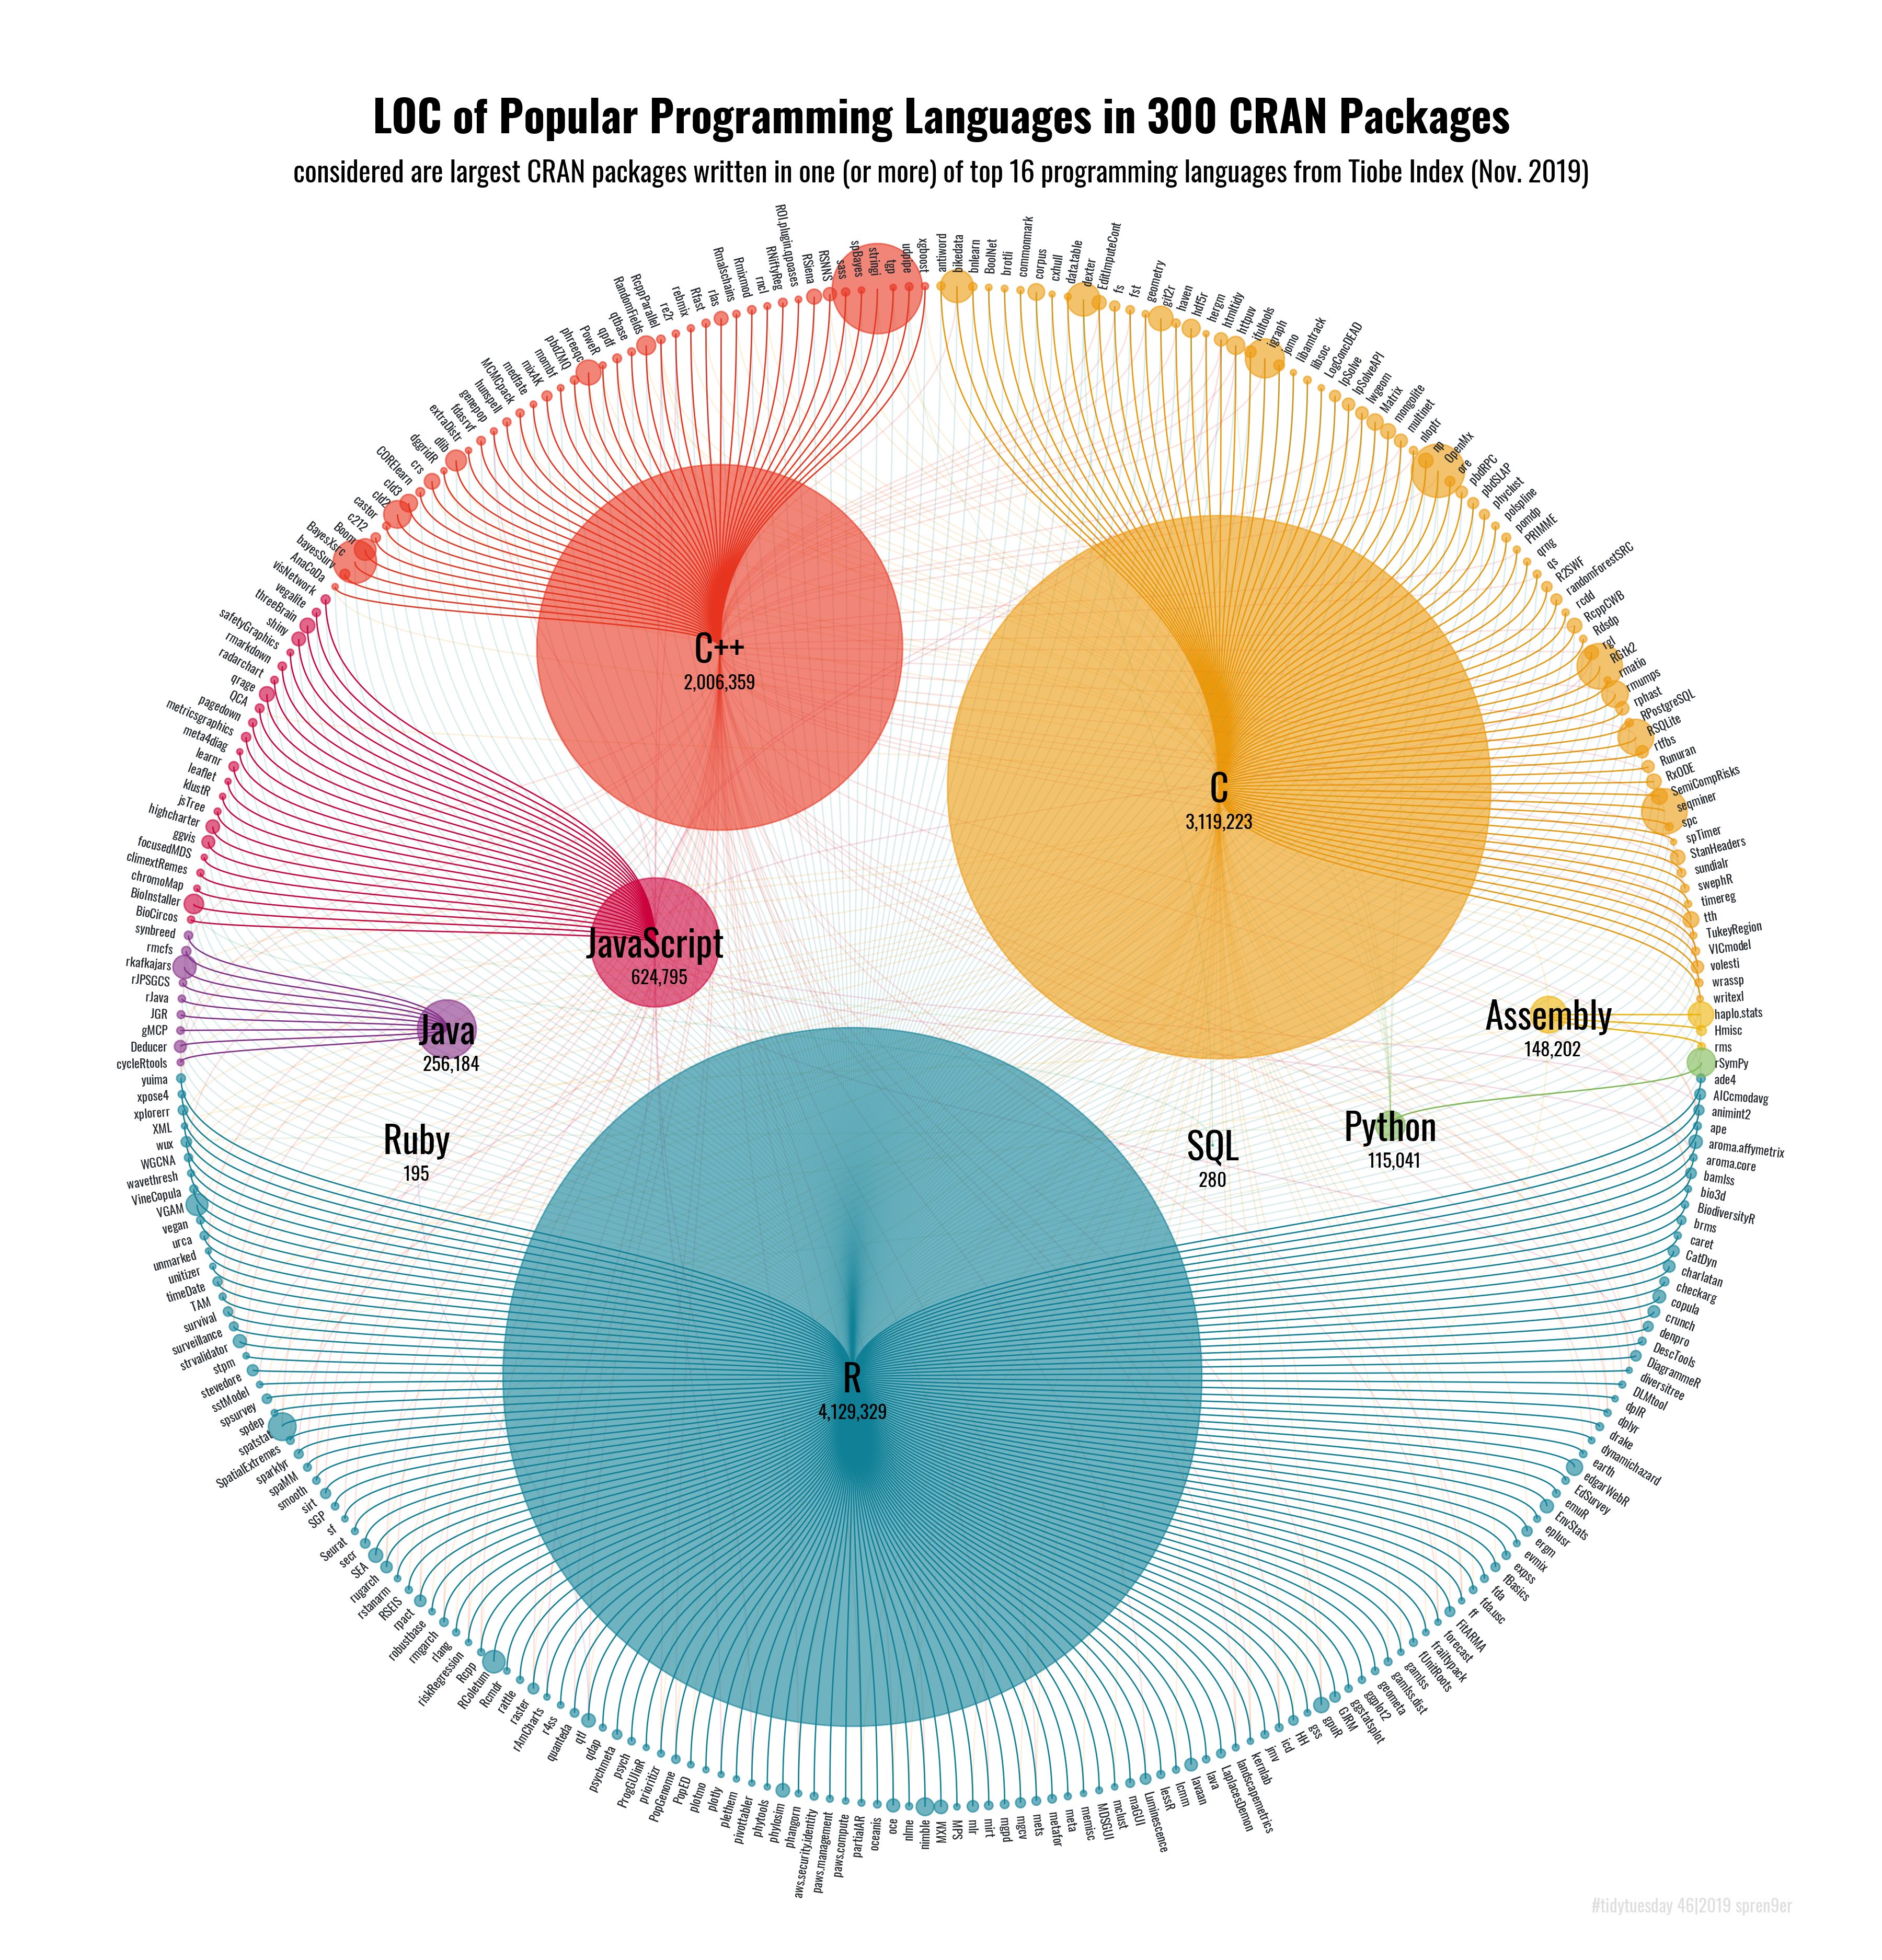 LOC of Popular Programming Languages in 300 CRAN Packages
considered are largest CRAN packages written in one (or more) of top 16 programming languages from Tiobe Index (Nov. 2019)
antiword
bikedata
bnlearn
BoolNet
brotli
commonmark
corpus
cxhull
data.table
dexter
EditImputeCont
fs
fst
geometry
git2r
haven
hdf5r
hergm
htmltidy
httpuv
ifultools
igraph
jomo
libamtrack
libsoc
LogConcDEAD
lpSolve
lpSolveAPI
lwgeom
Matrix
mongolite
multinet
nloptr
np
OpenMx
ore
pbdRPC
pbdSLAP
phyclust
polspline
pomdp
PRIMME
qrng
qs
R2SWF
randomForestSRC
rcdd
RcppCWB
Rdsdp
rgl
RGtk2
rmatio
rmumps
rphast
RPostgreSQL
RSQLite
rtfbs
Runuran
RxODE
SemiCompRisks
seqminer
spc
spTimer
StanHeaders
sundialr
swephR
timereg
tth
TukeyRegion
VICmodel
volesti
wrassp
writexl
haplo.stats
Hmisc
rms
rSymPy
ade4
AICcmodavg
animint2
ape
aroma.affymetrix
aroma.core
bamlss
bio3d
BiodiversityR
brms
caret
CatDyn
charlatan
checkarg
copula
crunch
denpro
DescTools
DiagrammeR
diversitree
DLMtool
dplR
dplyr
drake
dynamichazard
earth
edgarWebR
EdSurvey
emuR
EnvStats
eplusr
ergm
evmix
expss
fBasics
fda
fda.usc
ff
FitARMA
forecast
frailtypack
fUnitRoots
gamlss
gamlss.dist
geometa
ggplot2
ggstatsplot
GJRM
gpuR
gss
HH
icd
jmv
kernlab
landscapemetrics
LaplacesDemon
lava
lavaan
lcmm
lessR
Luminescence
maGUI
mclust
MDSGUI
memisc
meta
metafor
mets
mgcv
mgpd
mirt
mlr
MPS
MXM
nimble
nlme
oce
oceanis
partialAR
paws.compute
paws.management
aws.security.identity
phangorn
phylosim
phytools
pivottabler
plethem
plotly
plotmo
PopED
PopGenome
prioritizr
ProgGUIinR
psych
psychmeta
qdap
qtl
quanteda
r4ss
rAmCharts
raster
rattle
Rcmdr
RColetum
Rcpp
riskRegression
rlang
rmgarch
robustbase
rpact
RSEIS
rstanarm
rugarch
SEA
secr
Seurat
sf
SGP
sirt
smooth
spaMM
sparklyr
SpatialExtremes
spatstat
spdep
spsurvey
sstModel
stevedore
stpm
strvalidator
surveillance
survival
TAM
timeDate
unitizer
unmarked
urca
vegan
VGAM
VineCopula
wavethresh
WGCNA
wux
XML
xplorerr
xpose4
yuima
cycleRtools
Deducer
gMCP
JGR
rJava
rJPSGCS
rkafkajars
rmcfs
synbreed
BioCircos
BioInstaller
chromoMap
climextRemes
focusedMDS
ggvis
highcharter
jsTree
klustR
leaflet
learnr
meta4diag
metricsgraphics
pagedown
QCA
qrage
radarchart
rmarkdown
safetyGraphics
shiny
threeBrain
vegalite
visNetwork
AnaCoDa
bayesSurv
BayesXsrc
Boom
c212
castor
cld2
cld3
CORElearn
crs
dggridR
dlib
extraDistr
fdasrvf
genepop
hunspell
MCMCpack
medfate
mixAK
mombf
pbdZMQ
phreeqc
PoweR
qpdf
qtbase
RandomFields
RcppParallel
re2r
rebmix
Rfast
rlas
Rmalschains
Rmixmod
rncl
RNiftyReg
ROI.plugin.qpoases
RSiena
RSNNS
sass
spBayes
stringi
tgp
udpipe
xgboost
C++
2,006,359
C
3,119,223
JavaScript
624,795
Java
256,184
Assembly
148,202
Python
115,041
Ruby
195
SQL
280
R
4,129,329
#tidytuesday 46|2019 spren9er